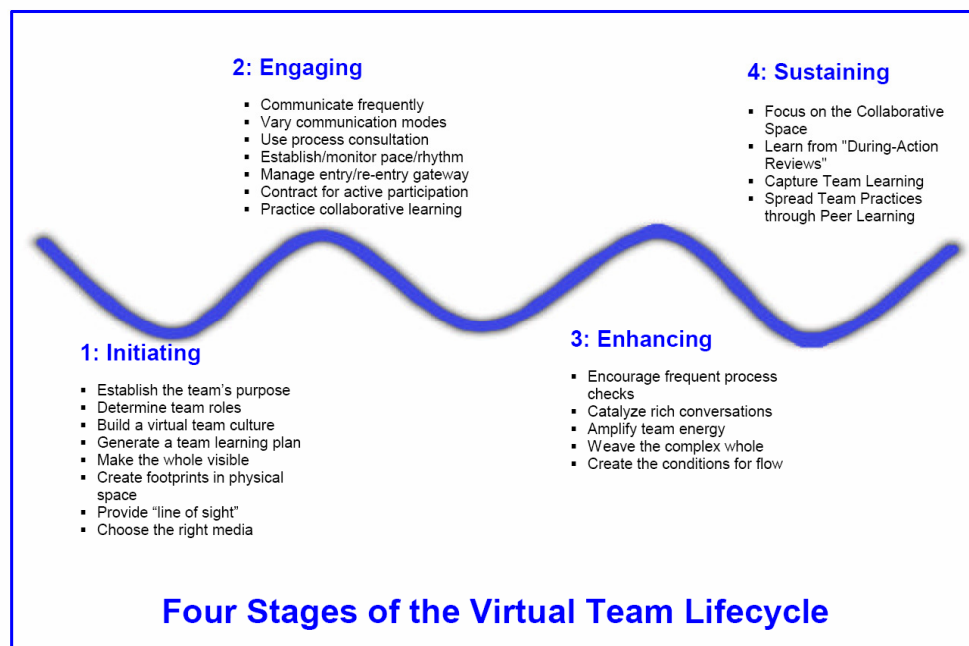 2: Engaging
▪ Communicate frequently
▪ Vary communication modes
▪ Use process consultation
▪ Establish/monitor pace/rhythm
▪ Manage entry/re-entry gateway
▪ Contract for active participation
▪ Practice collaborative learning
4: Sustaining
▪ Focus on the Collaborative
Space
▪ Learn from "During-Action
Reviews"
▪ Capture Team Learning
▪ Spread Team Practices
through Peer Learning
1: Initiating
▪ Establish the team’s purpose
▪ Determine team roles
▪ Build a virtual team culture
▪ Generate a team learning plan
▪ Make the whole visible
▪ Create footprints in physical
space
▪ Provide “line of sight”
▪ Choose the right media
3: Enhancing
▪ Encourage frequent process
checks
▪ Catalyze rich conversations
▪ Amplify team energy
▪ Weave the complex whole
▪ Create the conditions for flow
Four Stages of the Virtual Team Lifecycle